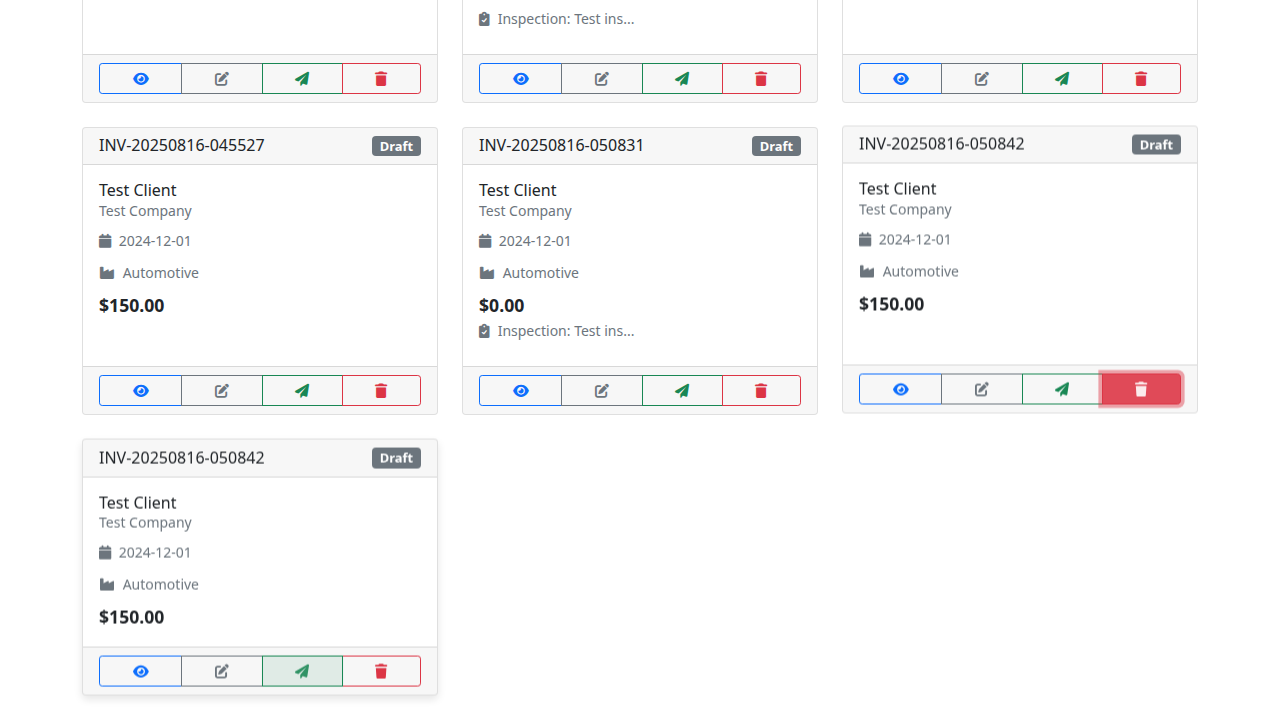 Inspection: Test ins...
INV-20250816-045527 Draft
Test Client
Test Company
2024-12-01
Automotive
$150.00
INV-20250816-050831 Draft
Test Client
Test Company
2024-12-01
Automotive
$0.00
Inspection: Test ins...
INV-20250816-050842 Draft
Test Client
Test Company
2024-12-01
Automotive
$150.00
INV-20250816-050842 Draft
Test Client
Test Company
2024-12-01
Automotive
$150.00